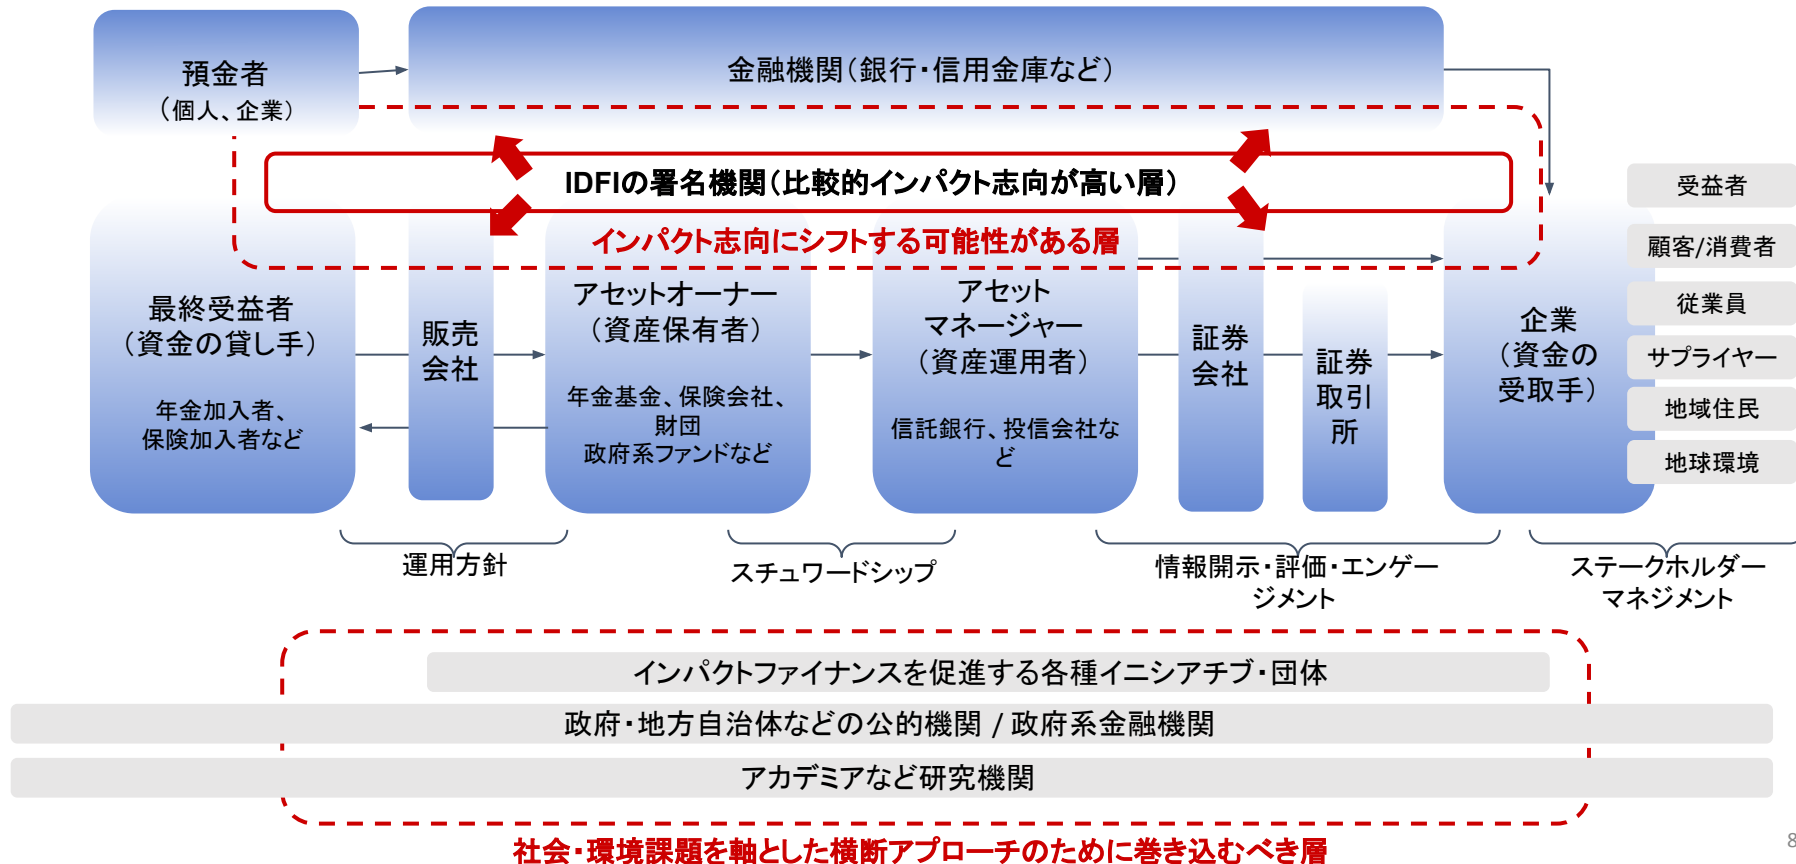 預金者
（個人、企業）
金融機関（銀行・信用金庫など）
IDFIの署名機関（比較的インパクト志向が高い層）
インパクト志向にシフトする可能性がある層
最終受益者
（資金の貸し手）
年金加入者、
保険加入者など
販売
会社
アセットオーナー
（資産保有者）
年金基金、保険会社、
財団
政府系ファンドなど
アセット
マネージャー
（資産運用者）
信託銀行、投信会社な
ど
証券
会社
証券
取引
所
企業
（資金の
受取手）
受益者
顧客/消費者
従業員
サプライヤー
地域住民
地球環境
運用方針
スチュワードシップ
情報開示・評価・エンゲー
ジメント
ステークホルダー
マネジメント
インパクトファイナンスを促進する各種イニシアチブ・団体
政府・地方自治体などの公的機関 / 政府系金融機関
アカデミアなど研究機関
社会・環境課題を軸とした横断アプローチのために巻き込むべき層
8